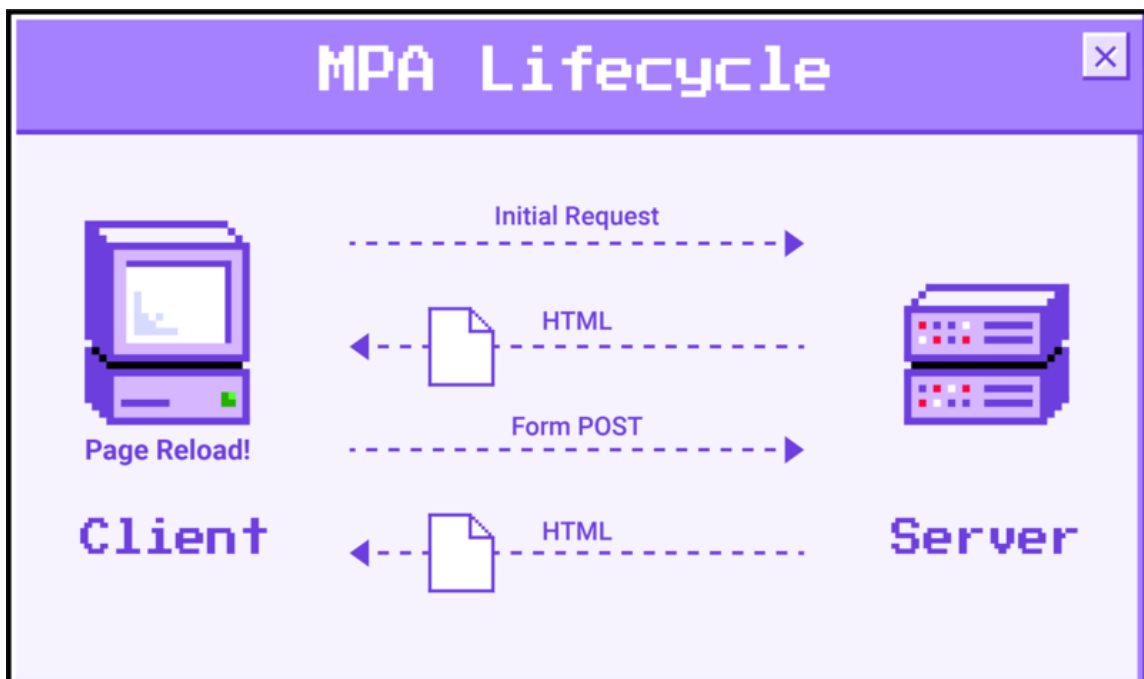 MPA Lifecycle
Initial Request
HTML
Form POST
Page Reload!
HTML
Client
Server